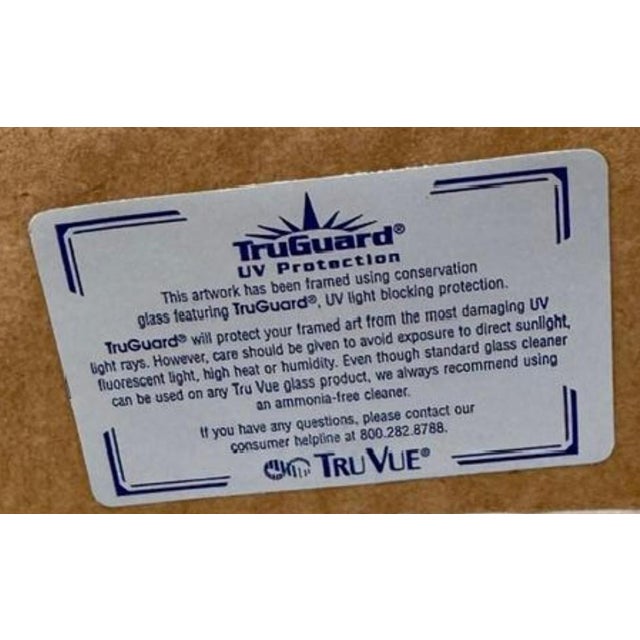 TruGuard®
UV Protection
This artwork has been framed using conservation
glass featuring TruGuard®, UV light blocking protection.
TruGuard® will protect your framed art from the most damaging UV
light rays. However, care should be given to avoid exposure to direct sunlight,
fluorescent light, high heat or humidity. Even though standard glass cleaner
can be used on any Tru Vue glass product, we always recommend using
an ammonia-free cleaner.
If you have any questions, please contact our
consumer helpline at 800.282.8788.
TRU VUE®